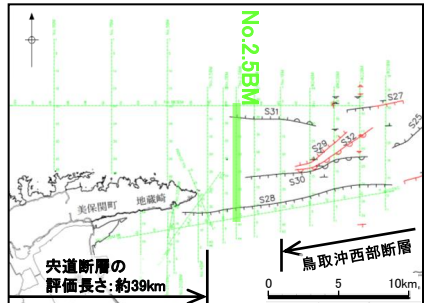 No.2.5BM
S27
S31
S25
S29
S32
S30
美保関町 地蔵崎
S28
宍道断層の
評価長さ:約39km
鳥取沖西部断層
0 5 10km